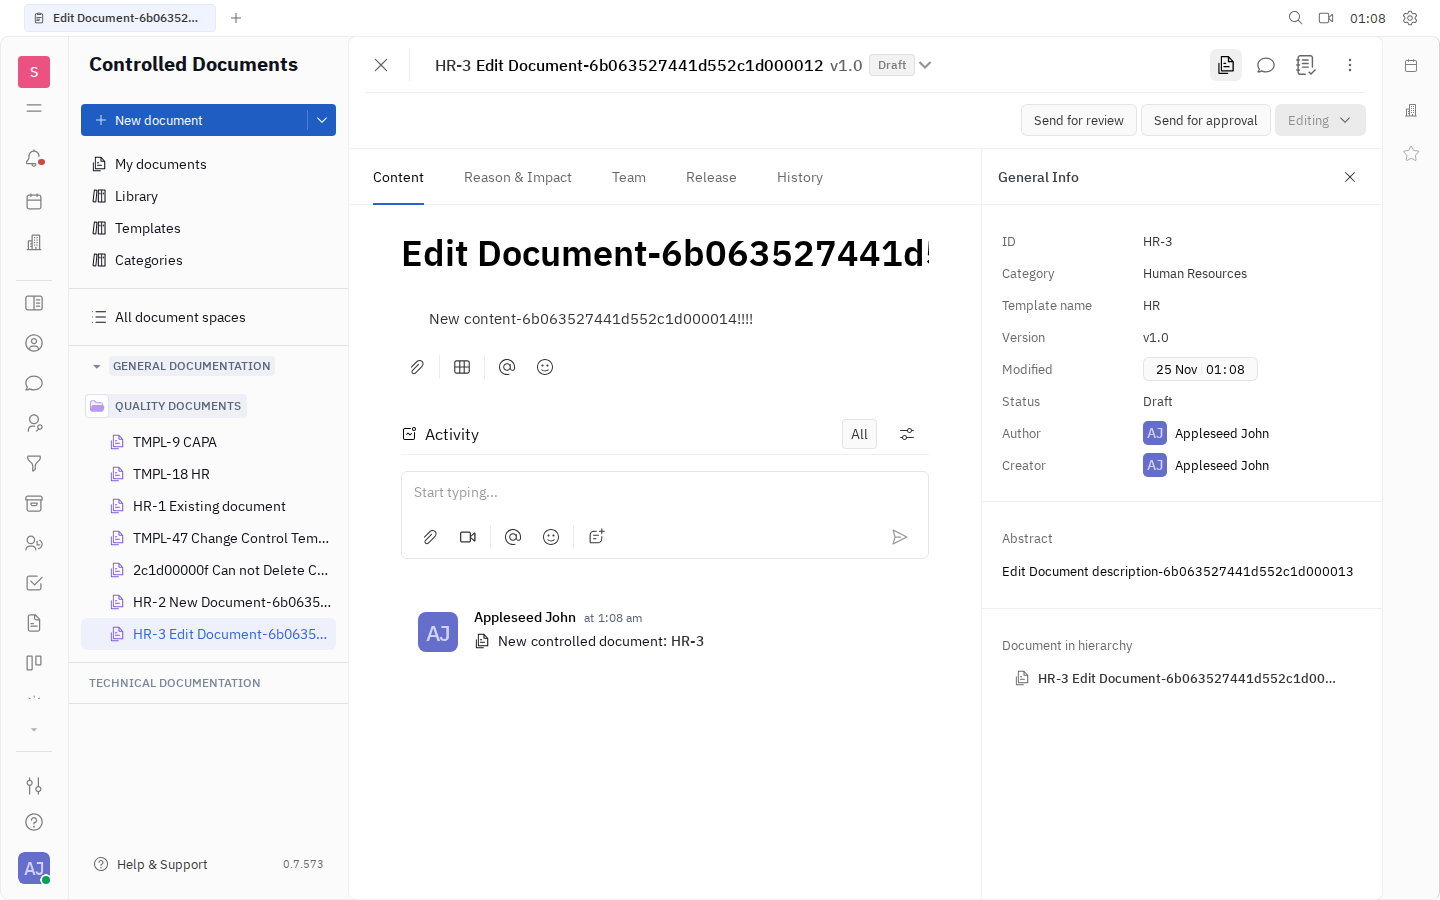 Edit Document-6b06352...
01:08
S
Controlled Documents
New document
My documents
Library
Templates
Categories
All document spaces
GENERAL DOCUMENTATION
QUALITY DOCUMENTS
TMPL-9 CAPA
TMPL-18 HR
HR-1 Existing document
TMPL-47 Change Control Tem...
2c1d00000f Can not Delete C...
HR-2 New Document-6b0635...
HR-3 Edit Document-6b0635...
TECHNICAL DOCUMENTATION
Help & Support 0.7.573
AJ
HR-3 Edit Document-6b063527441d552c1d000012 v1.0 Draft
Send for review Send for approval Editing
Content Reason & Impact Team Release History
Edit Document-6b063527441d5
New content-6b063527441d552c1d000014!!!!
Activity All
Start typing...
AJ
Appleseed John at 1:08 am
New controlled document: HR-3
General Info
ID HR-3
Category Human Resources
Template name HR
Version v1.0
Modified 25 Nov 01:08
Status Draft
Author AJ Appleseed John
Creator AJ Appleseed John
Abstract
Edit Document description-6b063527441d552c1d000013
Document in hierarchy
HR-3 Edit Document-6b063527441d552c1d00...